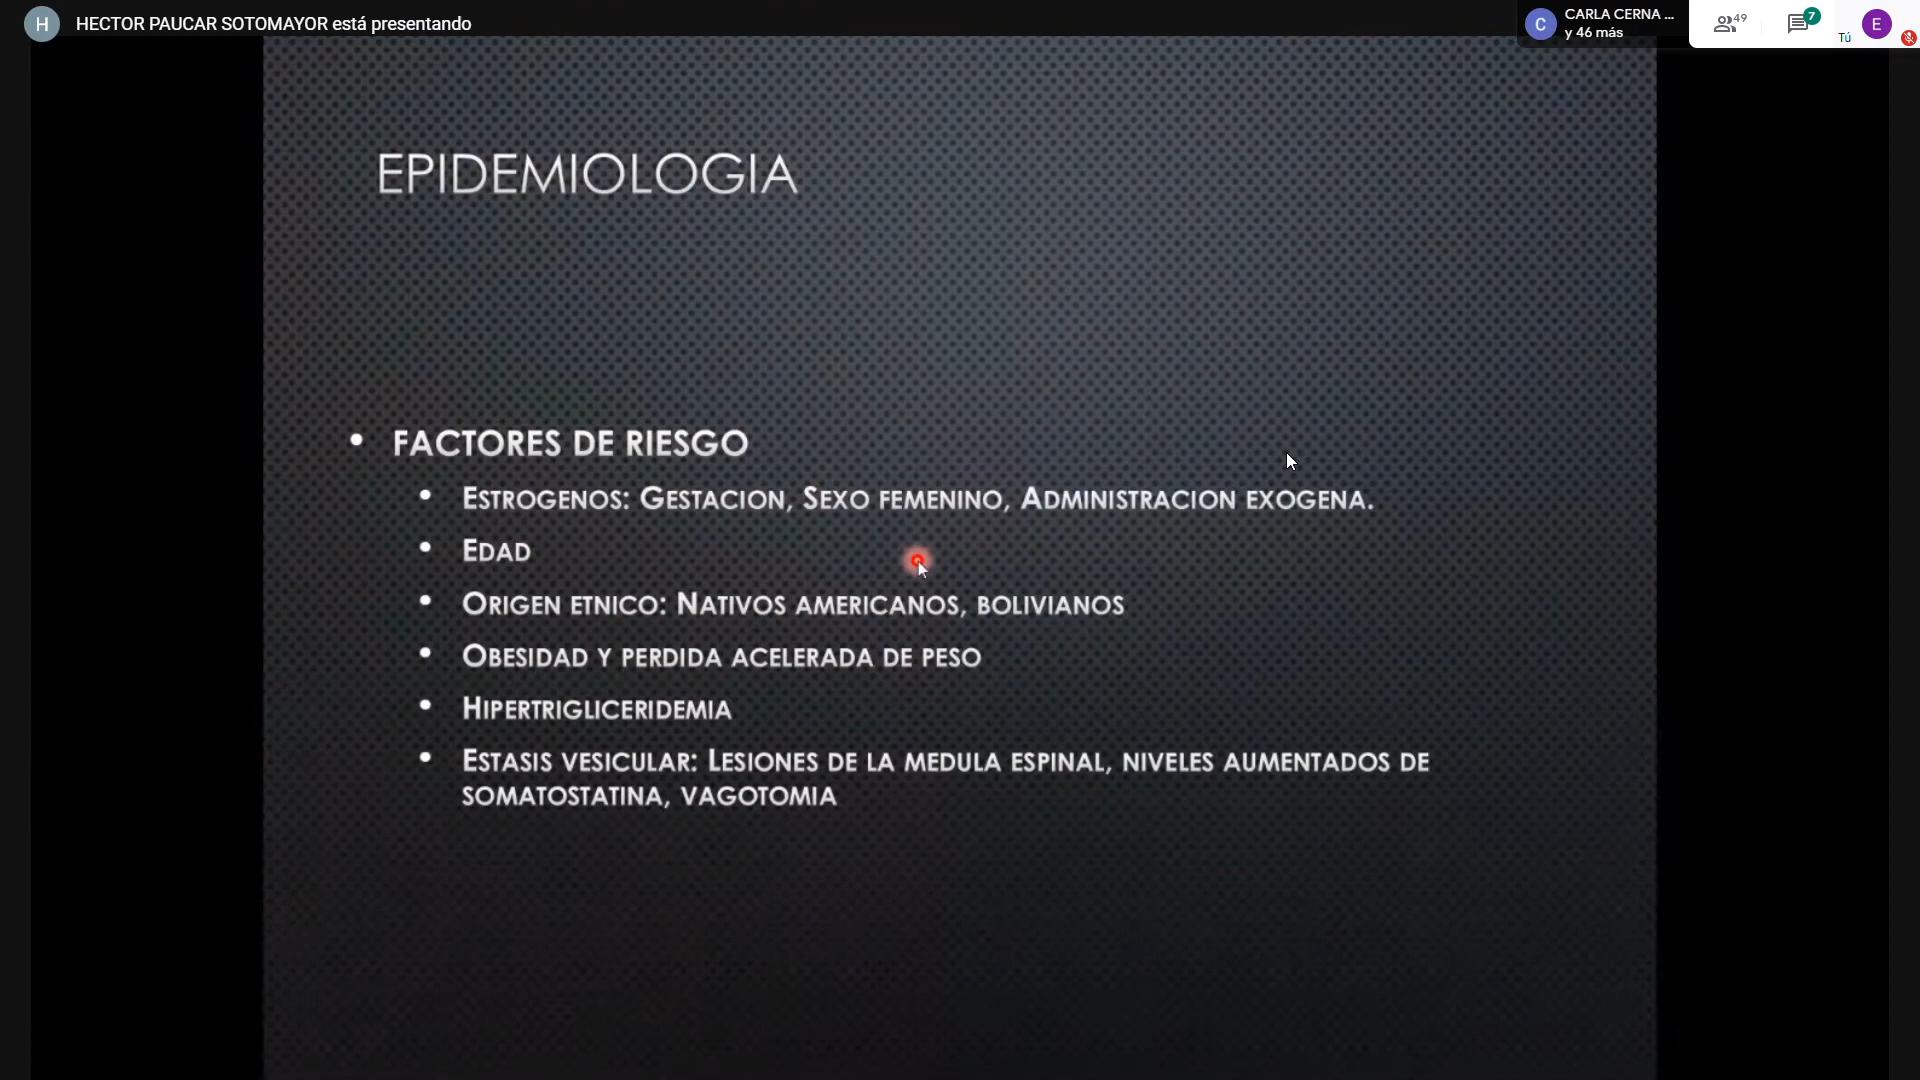 H HECTOR PAUCAR SOTOMAYOR está presentando
C CARLA CERNA ...
y 46 más
49
7
Tú
E
EPIDEMIOLOGIA
• FACTORES DE RIESGO
• ESTROGENOS: GESTACION, SEXO FEMENINO, ADMINISTRACION EXOGENA.
• EDAD
• ORIGEN ETNICO: NATIVOS AMERICANOS, BOLIVIANOS
• OBESIDAD Y PERDIDA ACELERADA DE PESO
• HIPERTRIGLICERIDEMIA
• ESTASIS VESICULAR: LESIONES DE LA MEDULA ESPINAL, NIVELES AUMENTADOS DE
SOMATOSTATINA, VAGOTOMIA